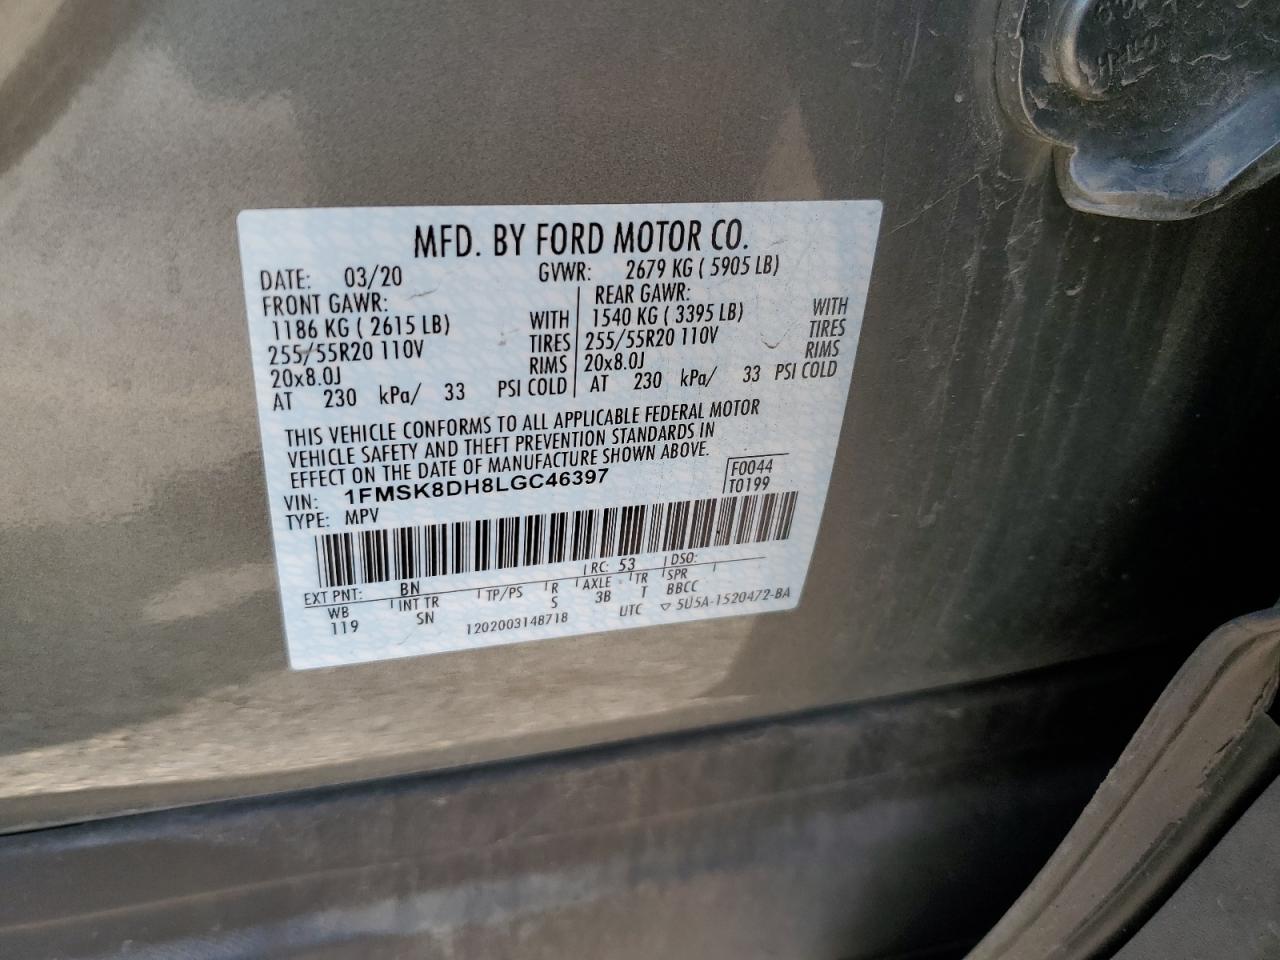 MFD. BY FORD MOTOR CO.
DATE: 03/20 GVWR: 2679 KG ( 5905 LB)
FRONT GAWR: REAR GAWR:
1186 KG ( 2615 LB) WITH 1540 KG ( 3395 LB) WITH
255/55R20 110V TIRES 255/55R20 110V TIRES
20x8.0J RIMS 20x8.0J RIMS
AT 230 kPa/ 33 PSI COLD AT 230 kPa/ 33 PSI COLD
THIS VEHICLE CONFORMS TO ALL APPLICABLE FEDERAL MOTOR
VEHICLE SAFETY AND THEFT PREVENTION STANDARDS IN
EFFECT ON THE DATE OF MANUFACTURE SHOWN ABOVE.
VIN: 1FMSK8DH8LGC46397 F0044
TYPE: MPV T0199
EXT PNT: BN RC: 53 DSO:
WB INT TR TP/PS R AXLE TR SPR
119 SN S 3B T BBCC
1202003148718 UTC ▽ 5U5A-1520472-BA